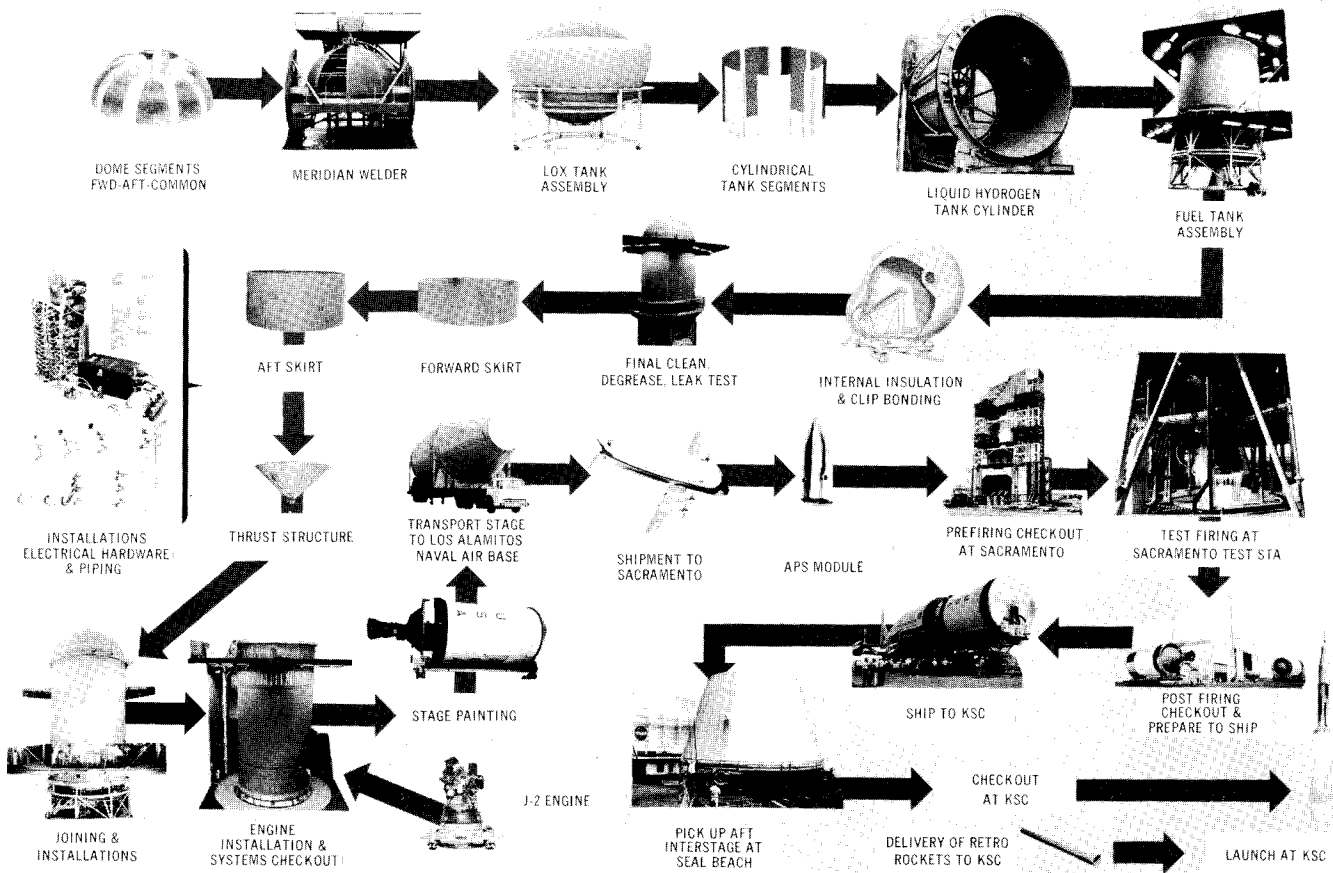 DOME SEGMENTS
FWD-AFT-COMMON
MERIDIAN WELDER
LOX TANK
ASSEMBLY
CYLINDRICAL
TANK SEGMENTS
LIQUID HYDROGEN
TANK CYLINDER
FUEL TANK
ASSEMBLY
INTERNAL INSULATION
& CLIP BONDING
FINAL CLEAN,
DEGREASE, LEAK TEST
FORWARD SKIRT
AFT SKIRT
THRUST STRUCTURE
INSTALLATIONS
ELECTRICAL HARDWARE
& PIPING
JOINING &
INSTALLATIONS
ENGINE
INSTALLATION &
SYSTEMS CHECKOUT
J-2 ENGINE
STAGE PAINTING
TRANSPORT STAGE
TO LOS ALAMITOS
NAVAL AIR BASE
SHIPMENT TO
SACRAMENTO
APS MODULE
PREFIRING CHECKOUT
AT SACRAMENTO
TEST FIRING AT
SACRAMENTO TEST STA
POST FIRING
CHECKOUT &
PREPARE TO SHIP
SHIP TO KSC
PICK UP AFT
INTERSTAGE AT
SEAL BEACH
CHECKOUT
AT KSC
DELIVERY OF RETRO
ROCKETS TO KSC
LAUNCH AT KSC